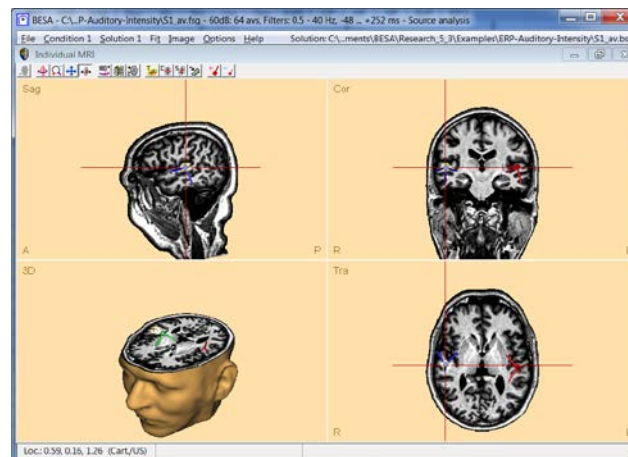 BESA - C:\...P-Auditory-Intensity\S1_av.fsg - 60dB: 64 avs, Filters: 0.5 - 40 Hz, -48 ... +252 ms - Source analysis
File Condition 1 Solution 1 Fit Image Options Help Solution: C:\...ments\BESA\Research_5_3\Examples\ERP-Auditory-Intensity\S1_av.bs
Individual MRI
Sag Cor
A P R
3D Tra
R
Loc.: 0.59, 0.16, 1.26 (Cart./US)